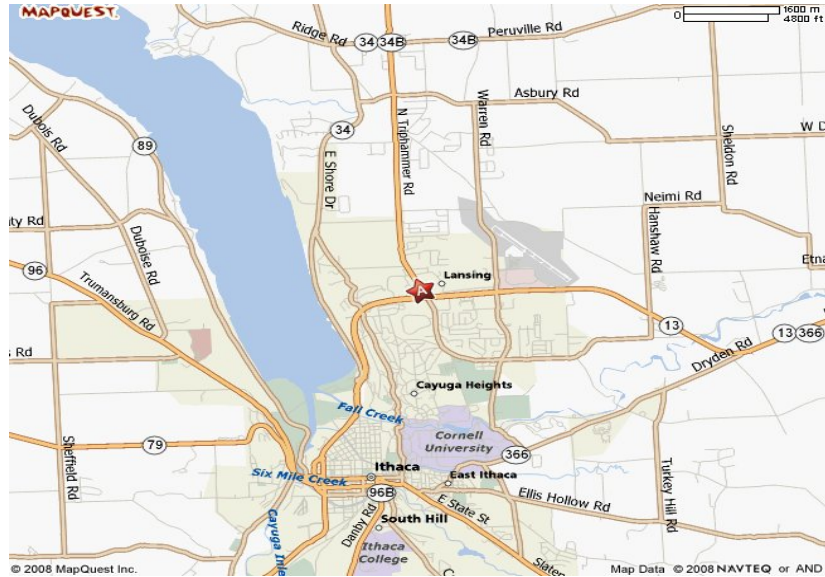 MAPQUEST.
1600 m
0
4800 ft
Ridge Rd
34
34B
34B
Peruville Rd
Asbury Rd
Dubois Rd
89
34
E Shore Dr
N Triphammer Rd
Warren Rd
W D
Sheldon Rd
Neimi Rd
ty Rd
Duboise Rd
Hanshaw Rd
Etna
96
Lansing
A
Trumansburg Rd
13
13
366
s Rd
Dryden Rd
Cayuga Heights
Fall Creek
Cornell
University
366
79
Sheffield Rd
Ithaca
Six Mile Creek
East Ithaca
Turkey Hill Rd
96B
Ellis Hollow Rd
E State St
Danby Rd
South Hill
Cayuga Inle
Ithaca
College
C
Slater
© 2008 MapQuest Inc.
Map Data © 2008 NAVTEQ or AND